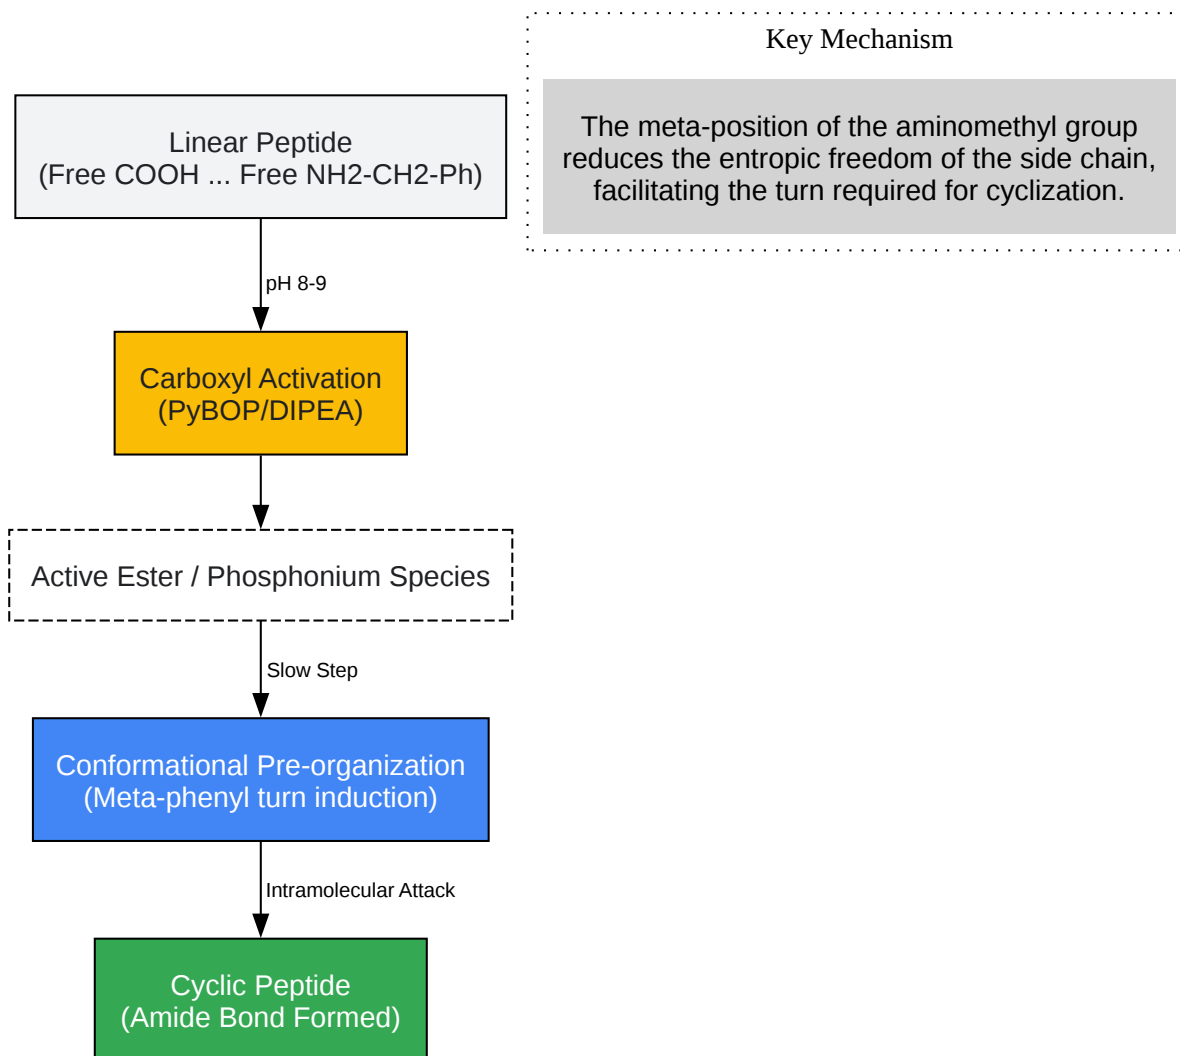 Key Mechanism
The meta-position of the aminomethyl group
reduces the entropic freedom of the side chain,
facilitating the turn required for cyclization.
Linear Peptide
(Free COOH ... Free NH2-CH2-Ph)
pH 8-9
Carboxyl Activation
(PyBOP/DIPEA)
Active Ester / Phosphonium Species
Slow Step
Conformational Pre-organization
(Meta-phenyl turn induction)
Intramolecular Attack
Cyclic Peptide
(Amide Bond Formed)